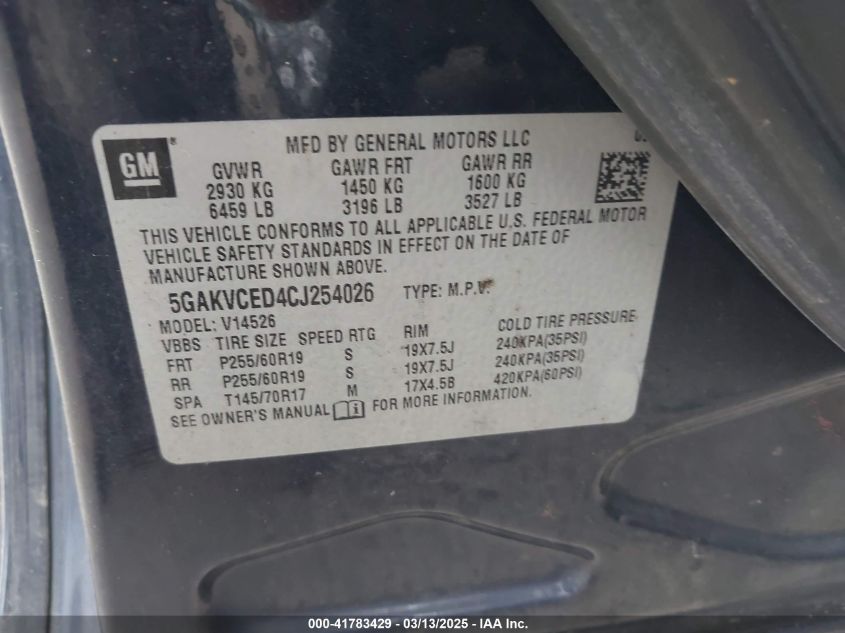 GM
MFD BY GENERAL MOTORS LLC
GVWR GAWR FRT GAWR RR
2930 KG 1450 KG 1600 KG
6459 LB 3196 LB 3527 LB
THIS VEHICLE CONFORMS TO ALL APPLICABLE U.S. FEDERAL MOTOR
VEHICLE SAFETY STANDARDS IN EFFECT ON THE DATE OF
MANUFACTURE SHOWN ABOVE.
5GAKVCED4CJ254026 TYPE: M.P.V.
MODEL: V14526
VBBS TIRE SIZE SPEED RTG RIM COLD TIRE PRESSURE
FRT P255/60R19 S 19X7.5J 240KPA(35PSI)
RR P255/60R19 S 19X7.5J 240KPA(35PSI)
SPA T145/70R17 M 17X4.5B 420KPA(60PSI)
SEE OWNER'S MANUAL FOR MORE INFORMATION.
000-41783429 - 03/13/2025 - IAA Inc.